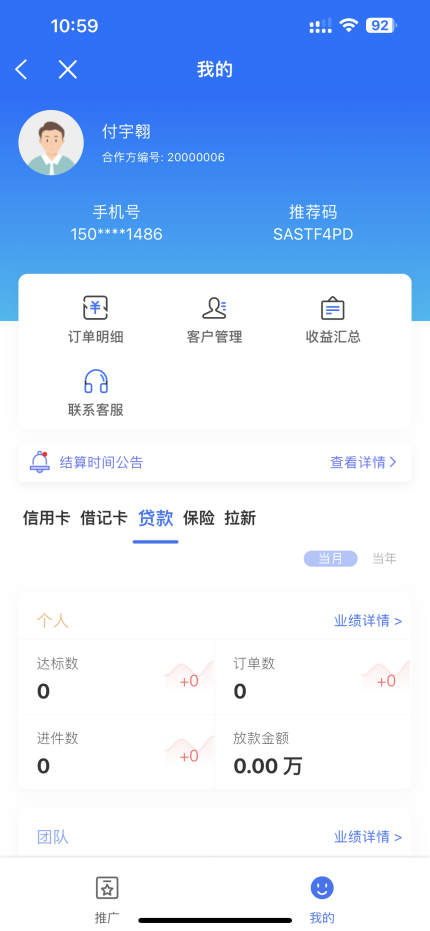 10:59
92
我的
付宇翱
合作方编号: 20000006
手机号
推荐码
150****1486
SASTF4PD
订单明细
客户管理
收益汇总
联系客服
结算时间公告
查看详情
信用卡 借记卡 贷款 保险 拉新
当月 当年
个人
业绩详情 >
达标数
0
+0
订单数
0
+0
进件数
0
+0
放款金额
0.00 万
团队
业绩详情 >
推广
我的